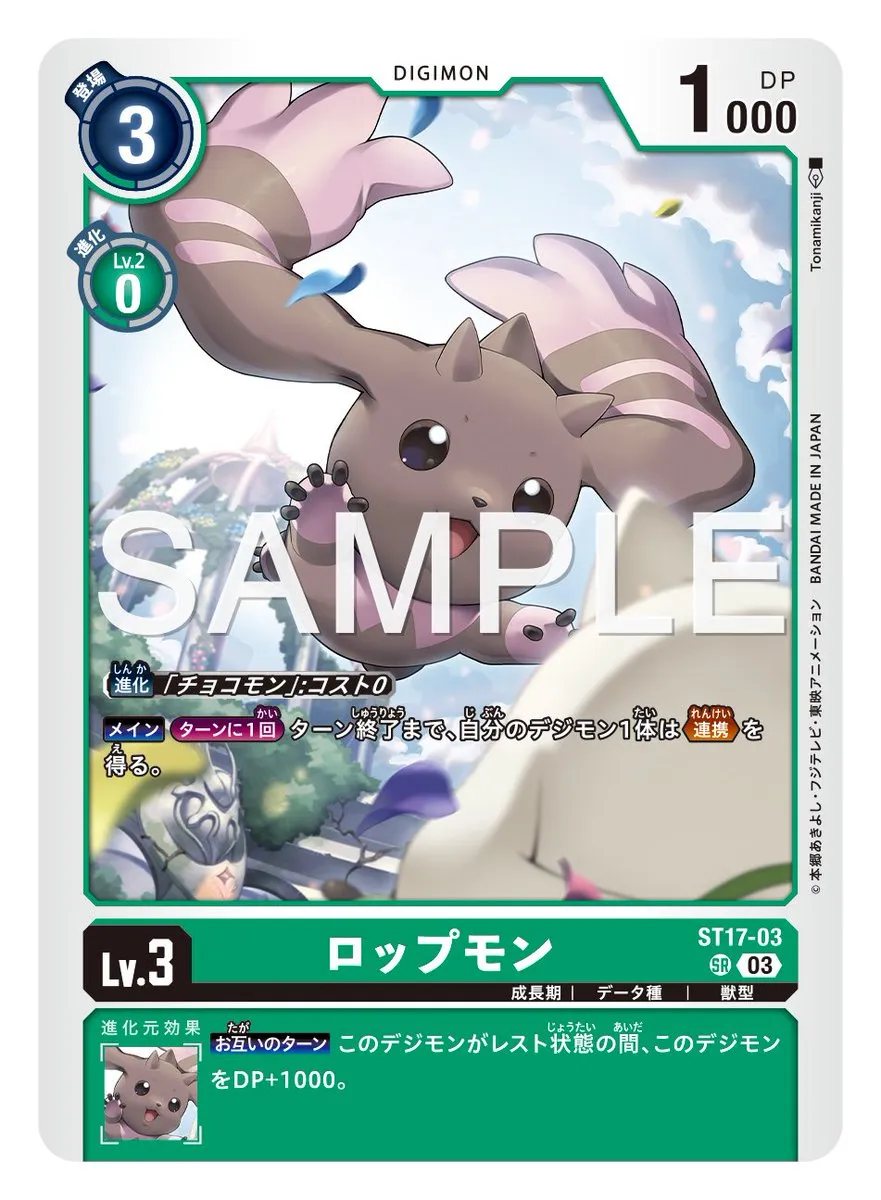 DIGIMON
登場
3
1000
DP
進化
Lv.2
0
Tonamikanji
SAMPLE
進化 「チョコモン」:コスト0
メイン ターンに1回 ターン終了まで、自分のデジモン1体は 連携 を
得る。
©本郷あきよし・フジテレビ・東映アニメーション BANDAI MADE IN JAPAN
Lv.3
ロップモン
ST17-03
SR 03
成長期 | データ種 | 獣型
進化元効果
お互いのターン このデジモンがレスト状態の間、このデジモン
をDP+1000。